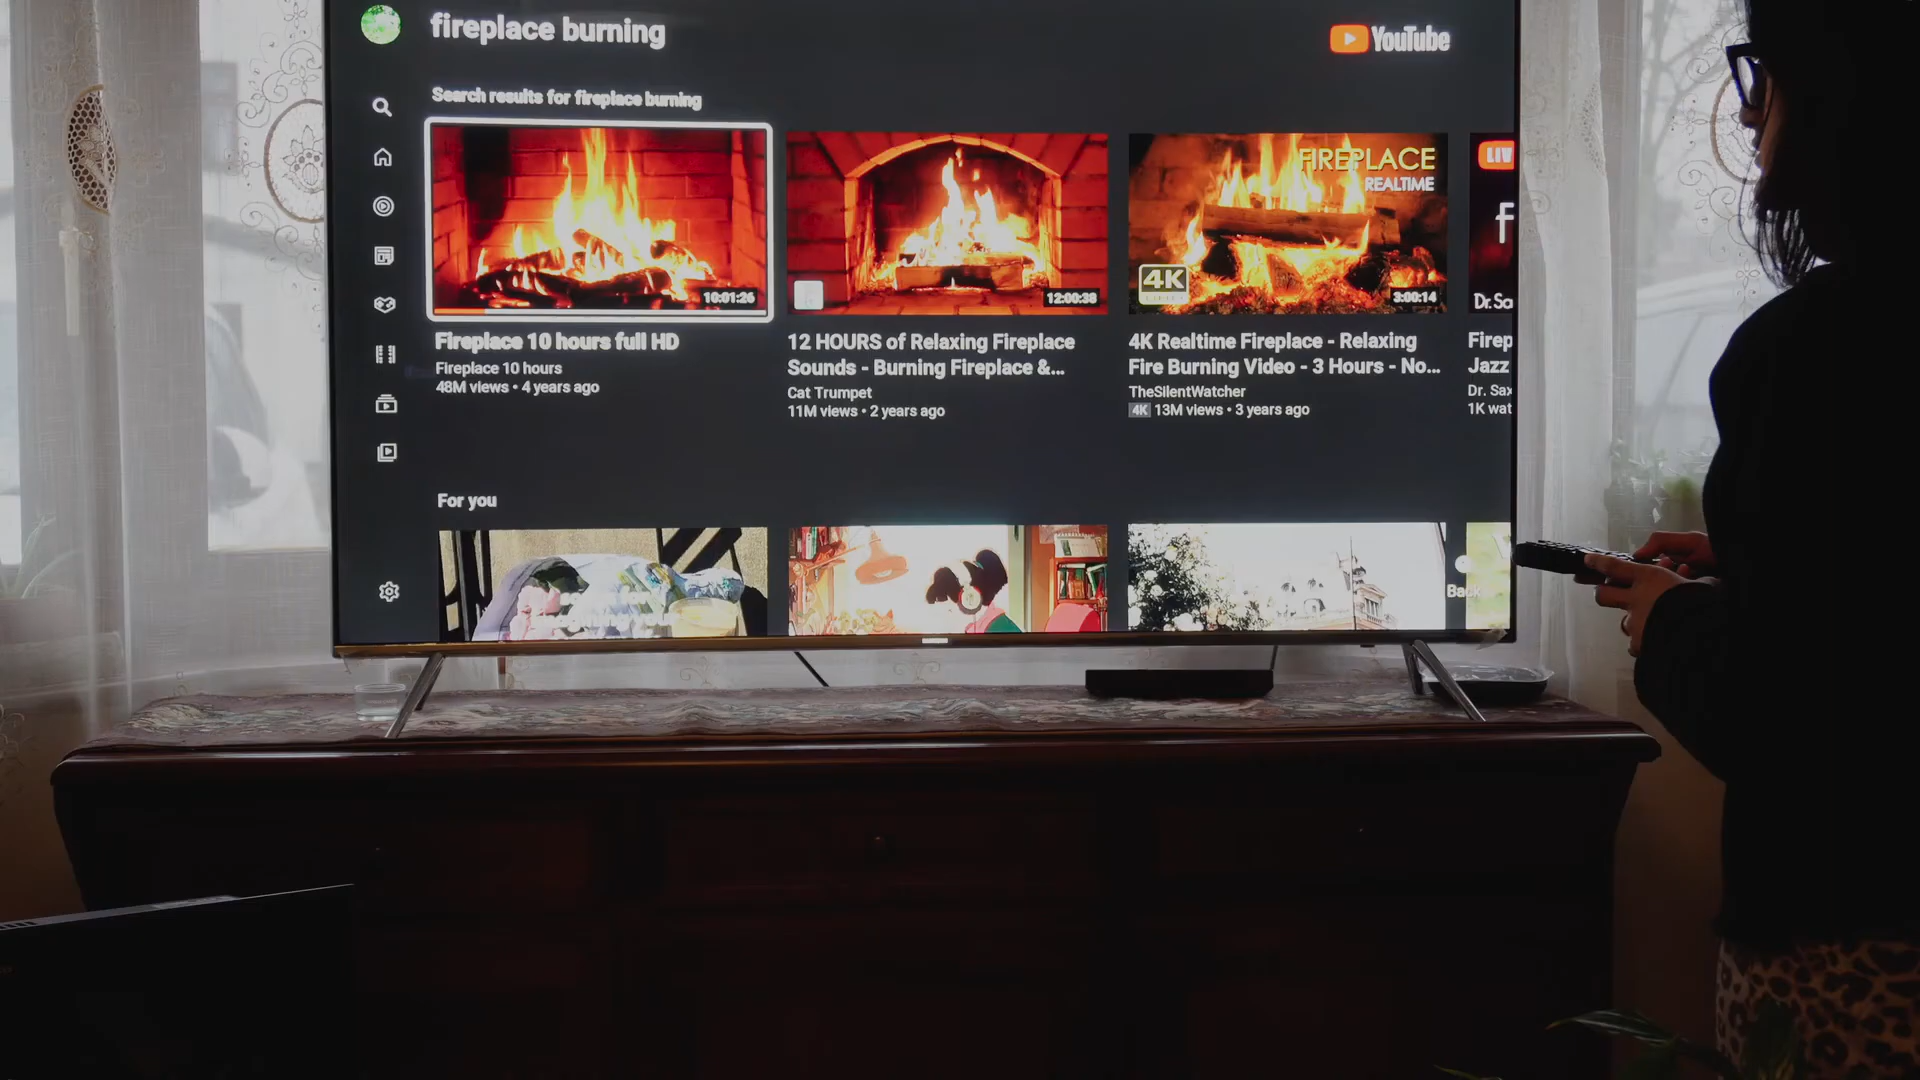 fireplace burning
YouTube
Search results for fireplace burning
10:01:26
12:00:38
FIREPLACE
REALTIME
4K
3:00:14
LIV
f
Dr. Sa
Fireplace 10 hours full HD
Fireplace 10 hours
48M views • 4 years ago
12 HOURS of Relaxing Fireplace
Sounds - Burning Fireplace &...
Cat Trumpet
11M views • 2 years ago
4K Realtime Fireplace - Relaxing
Fire Burning Video - 3 Hours - No...
TheSilentWatcher
4K 13M views • 3 years ago
Firep
Jazz
Dr. Sax
1K wat
For you
Back